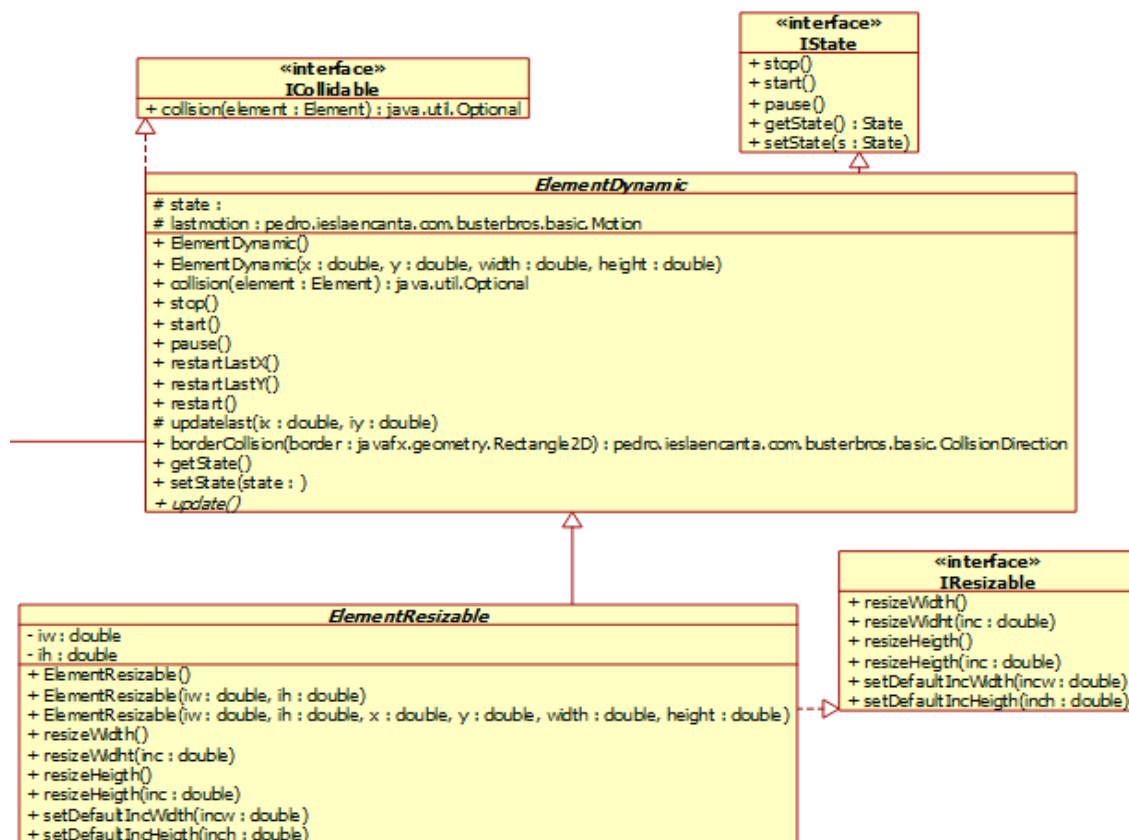 «interface»
IState
+ stop()
+ start()
+ pause()
+ getState() : State
+ setState(s : State)
«interface»
ICollidable
+ collision(element : Element) : java.util.Optional
ElementDynamic
# state :
# lastmotion : pedro.ieslaencanta.com.busterbros.basic.Motion
+ ElementDynamic()
+ ElementDynamic(x : double, y : double, width : double, height : double)
+ collision(element : Element) : java.util.Optional
+ stop()
+ start()
+ pause()
+ restartLastX()
+ restartLastY()
+ restart()
# updatelast(ix : double, iy : double)
+ borderCollision(border : javafx.geometry.Rectangle2D) : pedro.ieslaencanta.com.busterbros.basic.CollisionDirection
+ getState()
+ setState(state : )
+ update()
«interface»
IResizable
+ resizeWidth()
+ resizeWidht(inc : double)
+ resizeHeigth()
+ resizeHeigth(inc : double)
+ setDefaultIncWidth(incw : double)
+ setDefaultIncHeigth(inch : double)
ElementResizable
- iw : double
- ih : double
+ ElementResizable()
+ ElementResizable(iw : double, ih : double)
+ ElementResizable(iw : double, ih : double, x : double, y : double, width : double, height : double)
+ resizeWidth()
+ resizeWidht(inc : double)
+ resizeHeigth()
+ resizeHeigth(inc : double)
+ setDefaultIncWidth(incw : double)
+ setDefaultIncHeigth(inch : double)